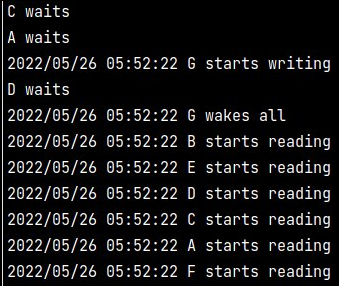 C waits
A waits
2022/05/26 05:52:22 G starts writing
D waits
2022/05/26 05:52:22 G wakes all
2022/05/26 05:52:22 B starts reading
2022/05/26 05:52:22 E starts reading
2022/05/26 05:52:22 D starts reading
2022/05/26 05:52:22 C starts reading
2022/05/26 05:52:22 A starts reading
2022/05/26 05:52:22 F starts reading